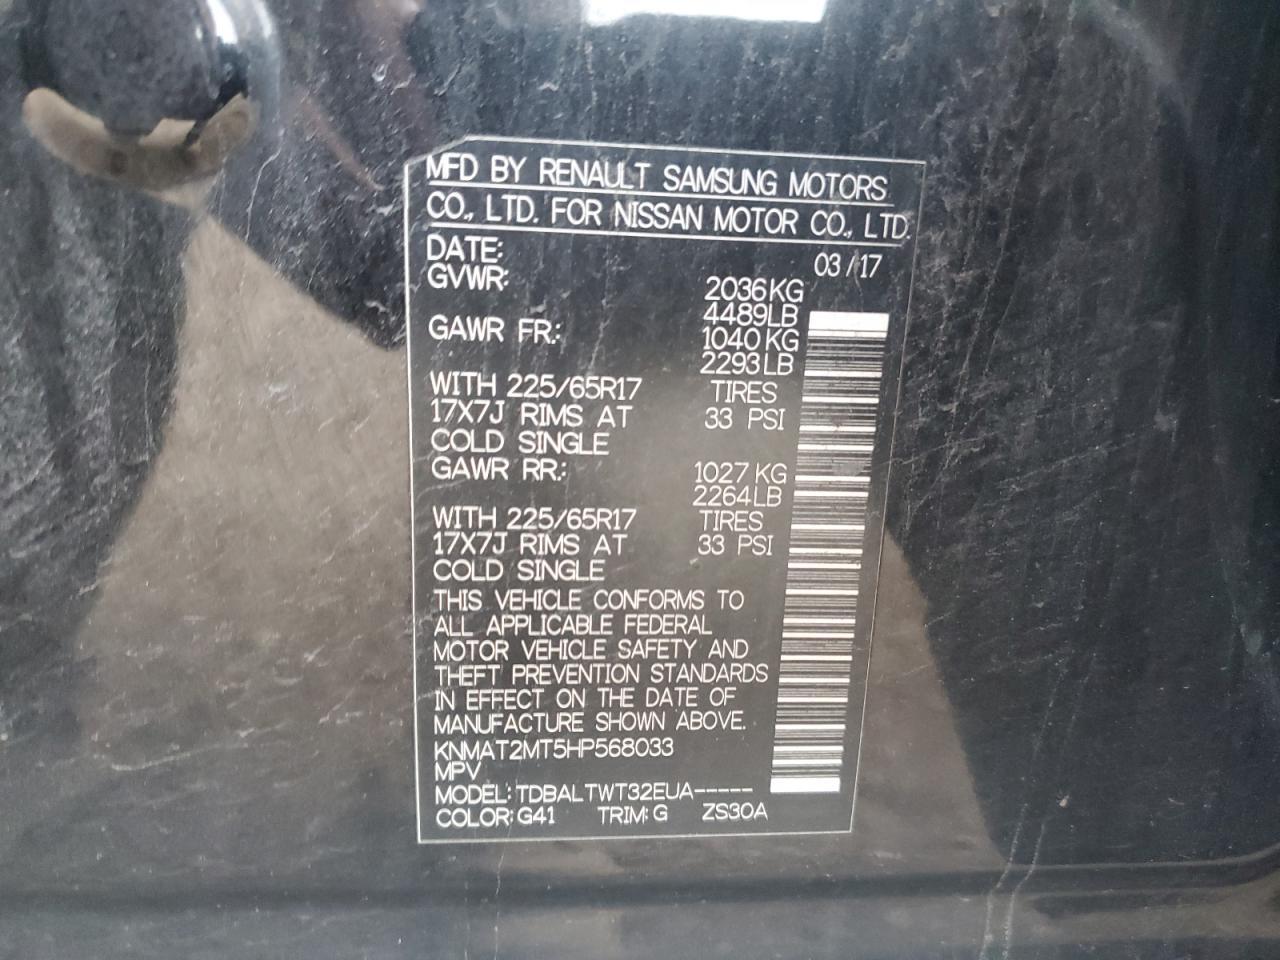 MFD BY RENAULT SAMSUNG MOTORS
CO., LTD. FOR NISSAN MOTOR CO., LTD.
DATE: 03/17
GVWR: 2036KG
4489LB
GAWR FR.: 1040KG
2293LB
WITH 225/65R17 TIRES
17X7J RIMS AT 33 PSI
COLD SINGLE
GAWR RR.: 1027KG
2264LB
WITH 225/65R17 TIRES
17X7J RIMS AT 33 PSI
COLD SINGLE
THIS VEHICLE CONFORMS TO
ALL APPLICABLE FEDERAL
MOTOR VEHICLE SAFETY AND
THEFT PREVENTION STANDARDS
IN EFFECT ON THE DATE OF
MANUFACTURE SHOWN ABOVE.
KNMAT2MT5HP568033
MPV
MODEL: TDBALTWT32EUA-----
COLOR: G41 TRIM: G ZS30A